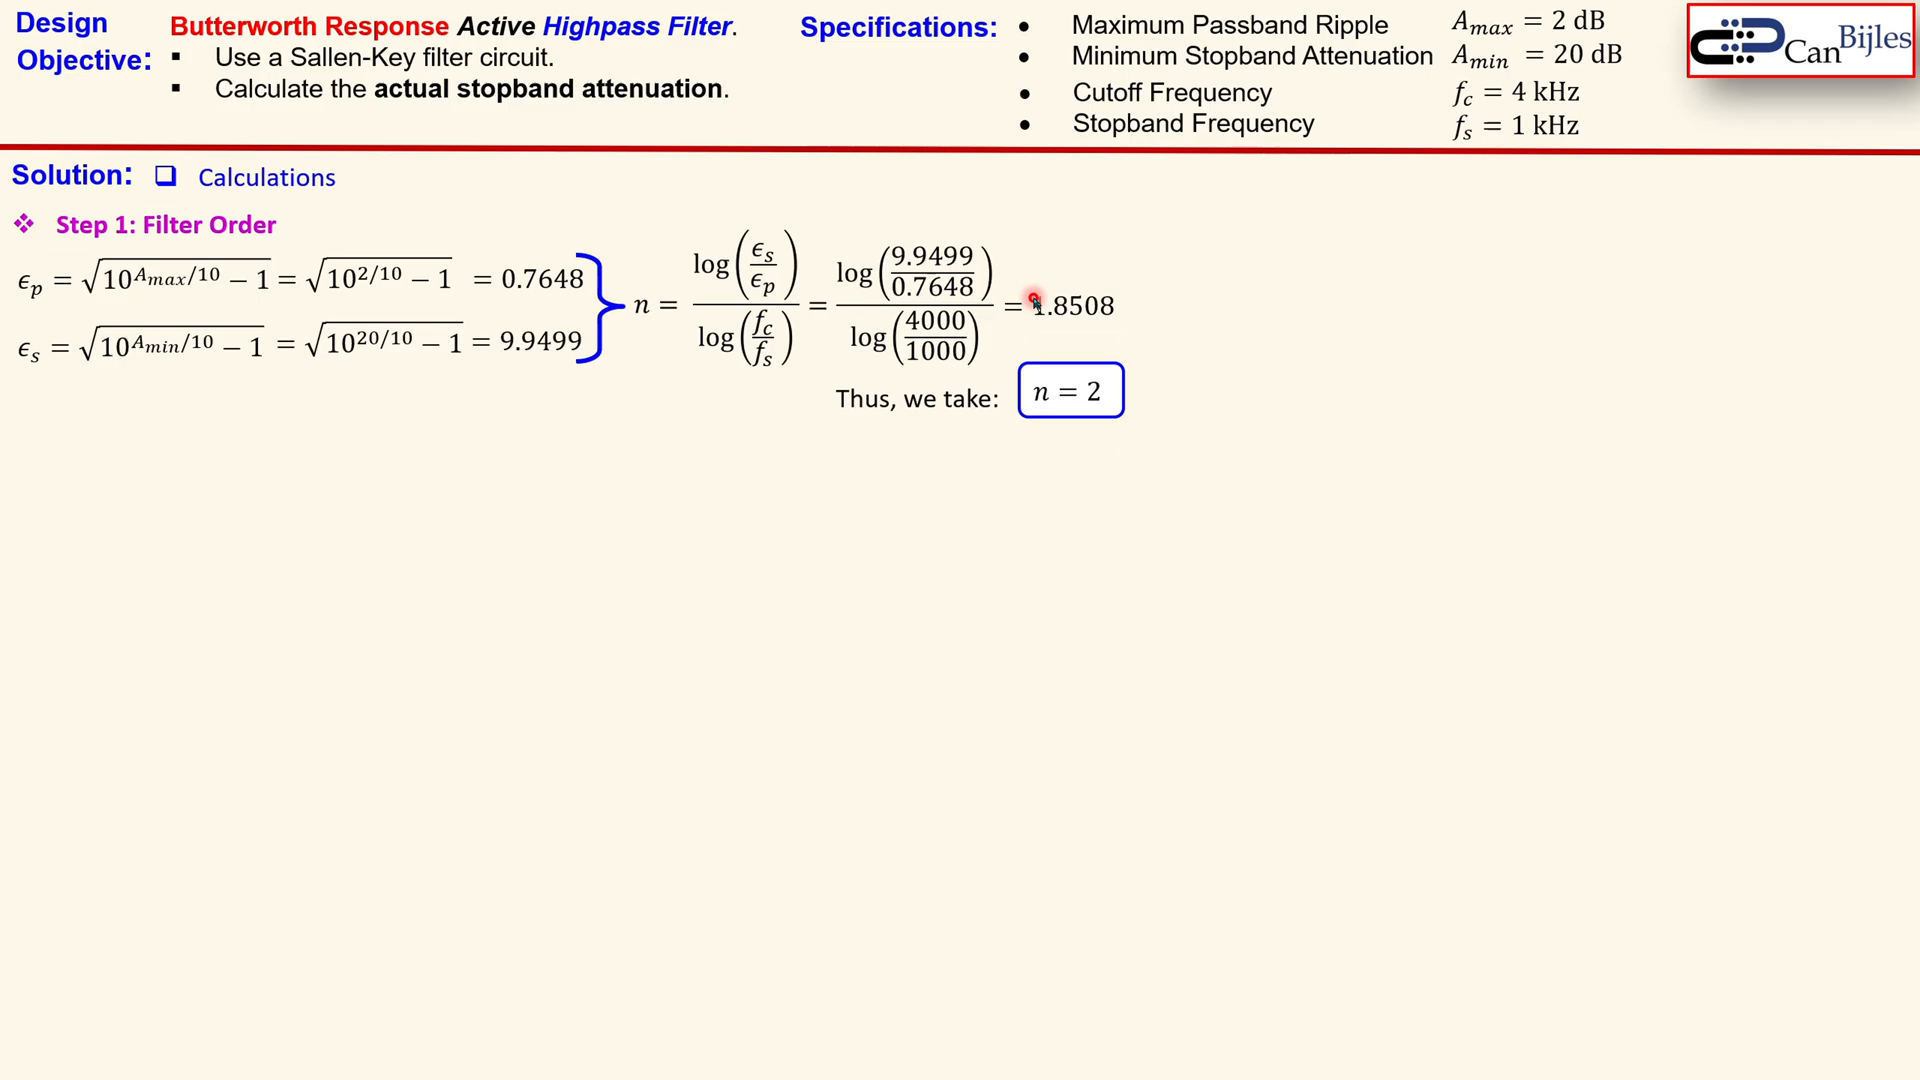 Design Objective:
Butterworth Response Active Highpass Filter.
▪ Use a Sallen-Key filter circuit.
▪ Calculate the actual stopband attenuation.
Specifications:
• Maximum Passband Ripple A_max = 2 dB
• Minimum Stopband Attenuation A_min = 20 dB
• Cutoff Frequency f_c = 4 kHz
• Stopband Frequency f_s = 1 kHz
CanBijles
Solution: ❑ Calculations
❖ Step 1: Filter Order
ϵ_p = √(10^(A_max/10) − 1) = √(10^(2/10) − 1) = 0.7648
ϵ_s = √(10^(A_min/10) − 1) = √(10^(20/10) − 1) = 9.9499
n = log(ϵ_s/ϵ_p) / log(f_c/f_s) = log(9.9499/0.7648) / log(4000/1000) = 1.8508
Thus, we take: n = 2